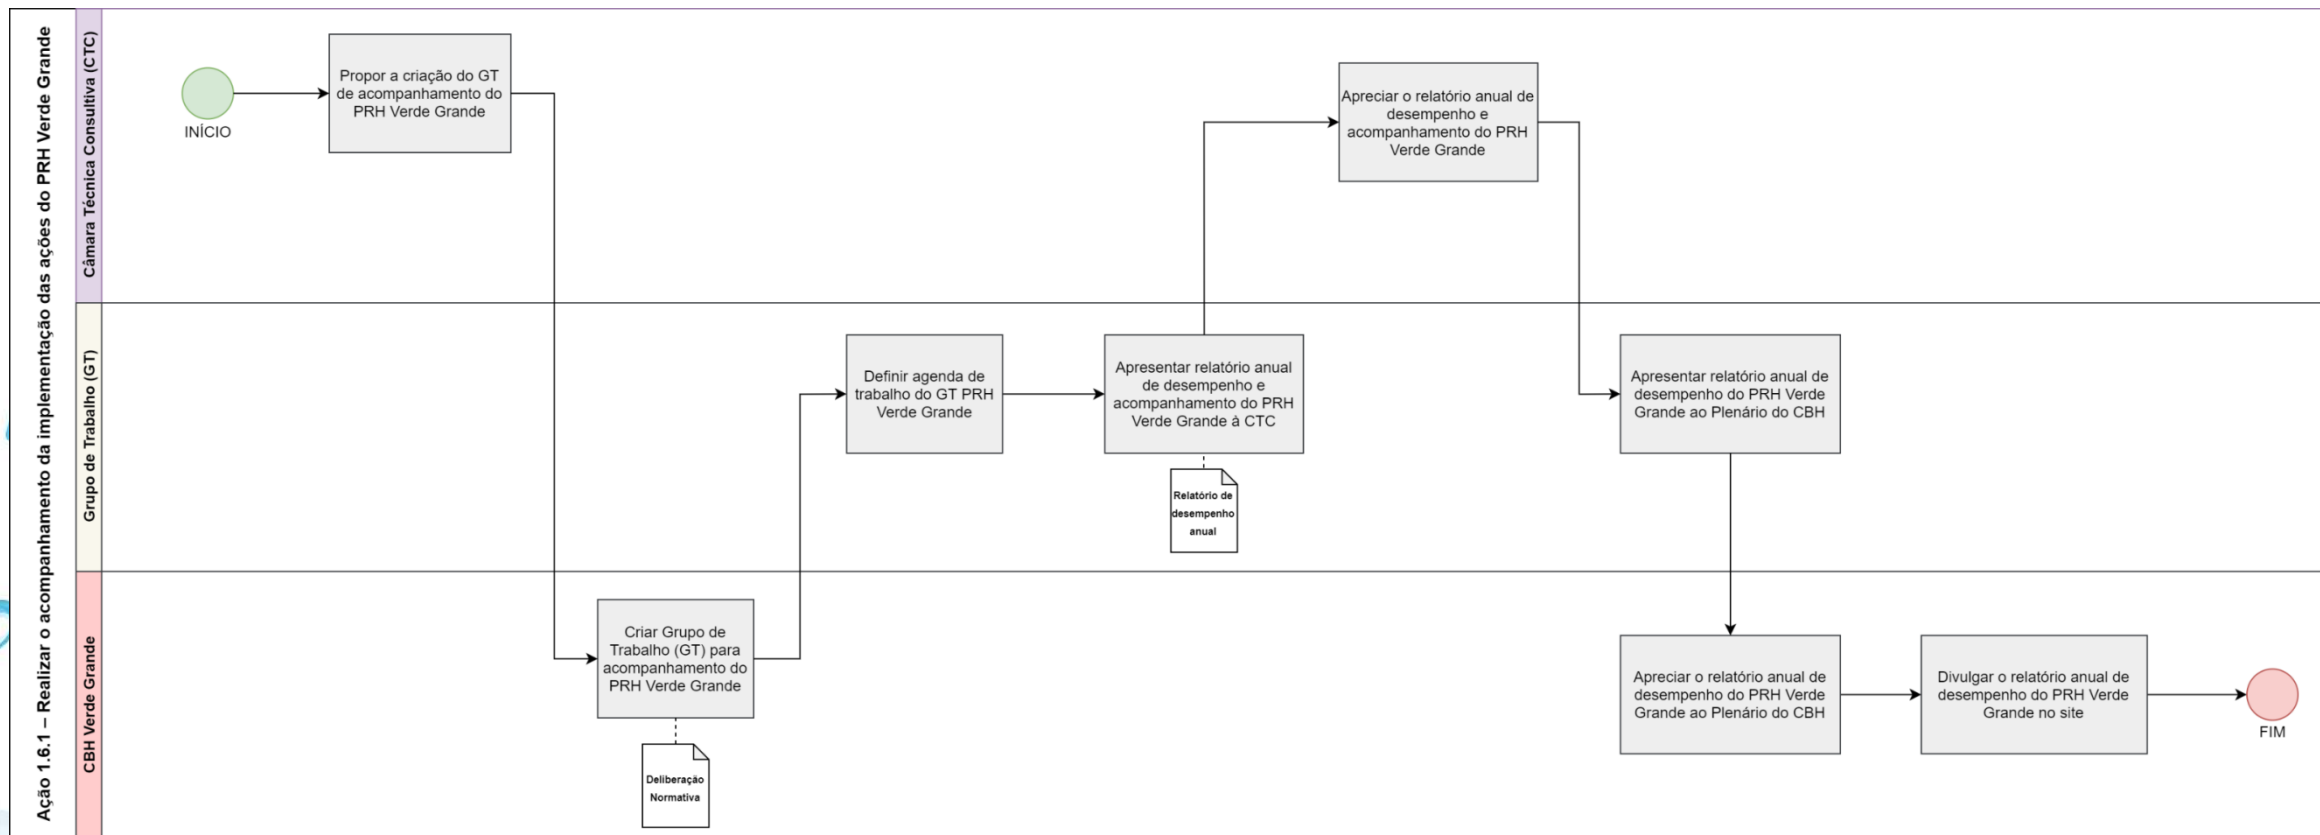 Ação 1.6.1 – Realizar o acompanhamento da implementação das ações do PRH Verde Grande
Câmara Técnica Consultiva (CTC)
INÍCIO
Propor a criação do GT
de acompanhamento do
PRH Verde Grande
Apreciar o relatório anual de
desempenho e
acompanhamento do PRH
Verde Grande
Grupo de Trabalho (GT)
Definir agenda de
trabalho do GT PRH
Verde Grande
Apresentar relatório anual
de desempenho e
acompanhamento do PRH
Verde Grande à CTC
Relatório de
desempenho
anual
Apresentar relatório anual de
desempenho do PRH Verde
Grande ao Plenário do CBH
CBH Verde Grande
Criar Grupo de
Trabalho (GT) para
acompanhamento do
PRH Verde Grande
Deliberação
Normativa
Apreciar o relatório anual de
desempenho do PRH Verde
Grande ao Plenário do CBH
Divulgar o relatório anual de
desempenho do PRH Verde
Grande no site
FIM